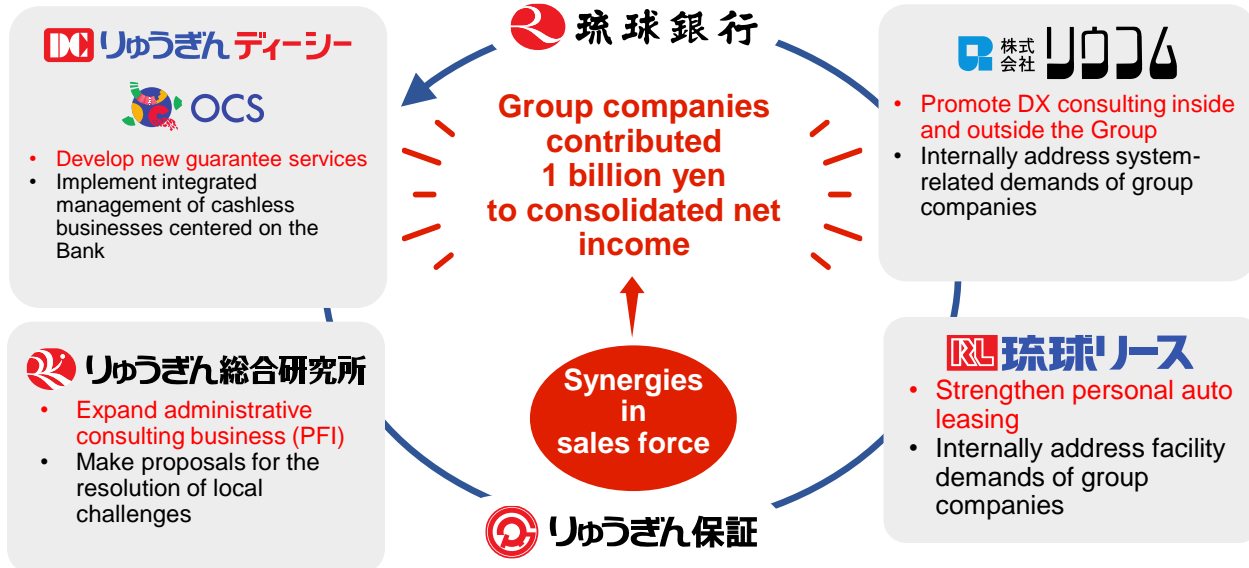 琉球銀行
DC りゅうぎん ディーシー
OCS
• Develop new guarantee services
• Implement integrated
management of cashless
businesses centered on the
Bank
Group companies
contributed
1 billion yen
to consolidated net
income
株式
会社 リウコム
• Promote DX consulting inside
and outside the Group
• Internally address system-
related demands of group
companies
りゅうぎん総合研究所
• Expand administrative
consulting business (PFI)
• Make proposals for the
resolution of local
challenges
Synergies
in
sales force
RL 琉球リース
• Strengthen personal auto
leasing
• Internally address facility
demands of group
companies
りゅうぎん保証